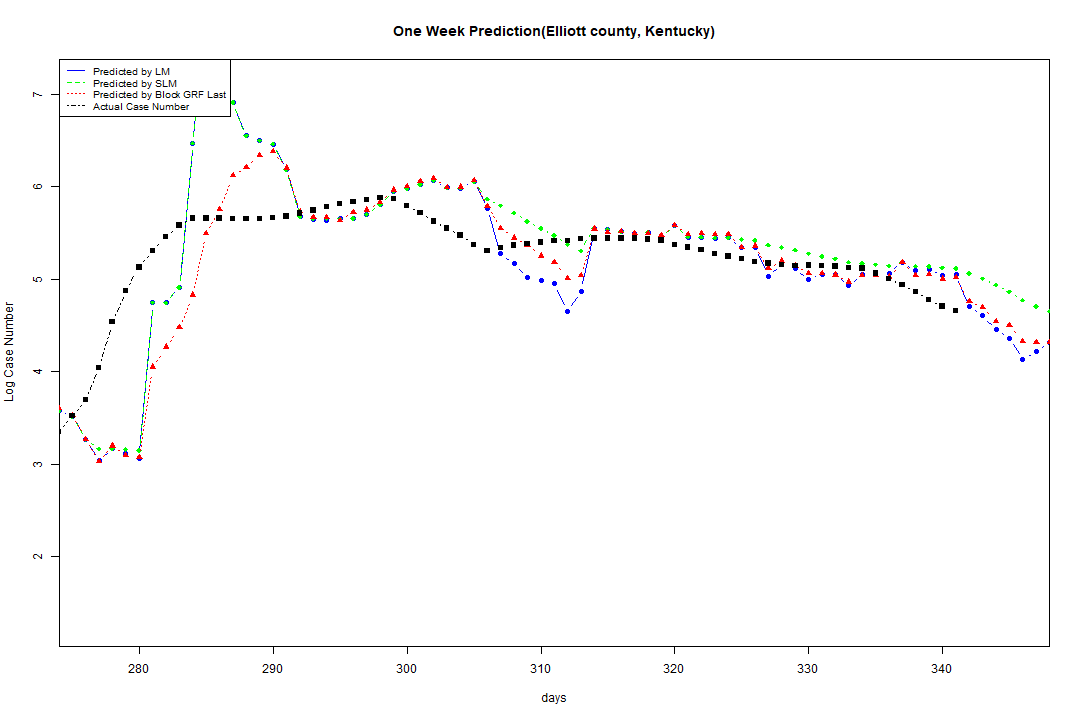 One Week Prediction(Elliott county, Kentucky)
Predicted by LM
Predicted by SLM
Predicted by Block GRF Last
Actual Case Number
7
6
5
4
3
2
Log Case Number
280 290 300 310 320 330 340
days